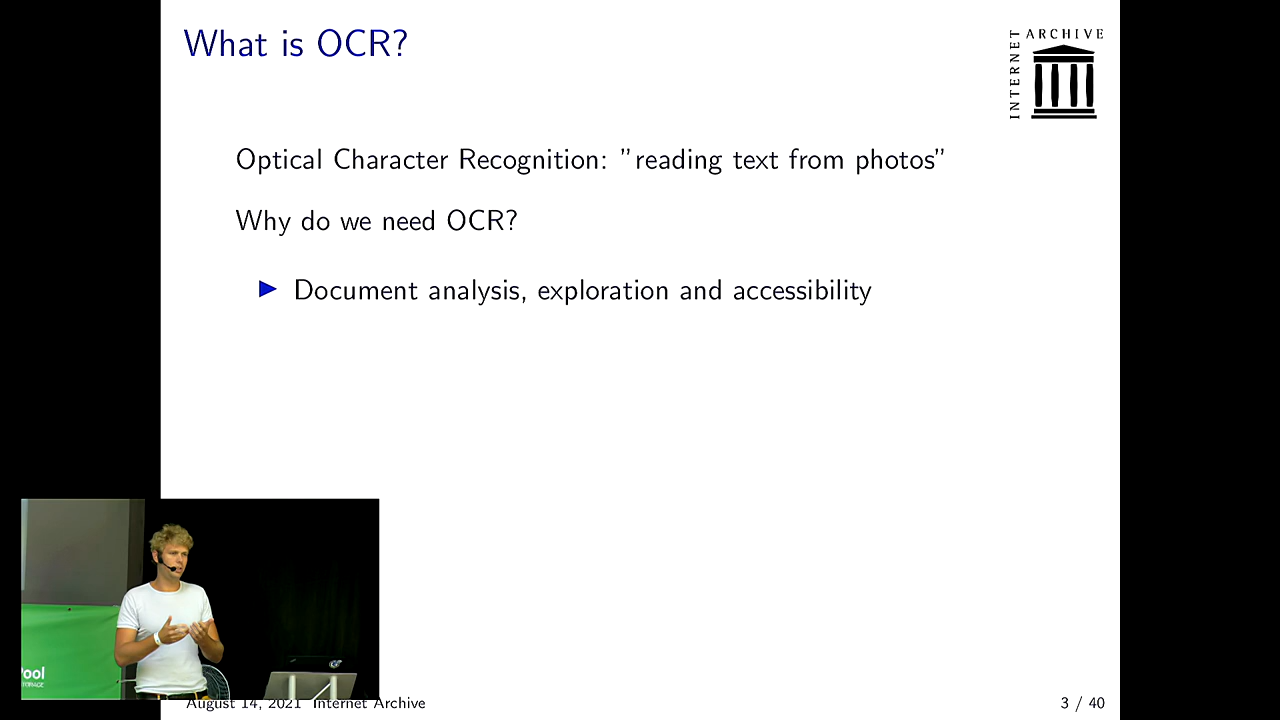 What is OCR?
INTERNET ARCHIVE
Optical Character Recognition: ”reading text from photos”
Why do we need OCR?
Document analysis, exploration and accessibility
August 14, 2021 Internet Archive
3 / 40